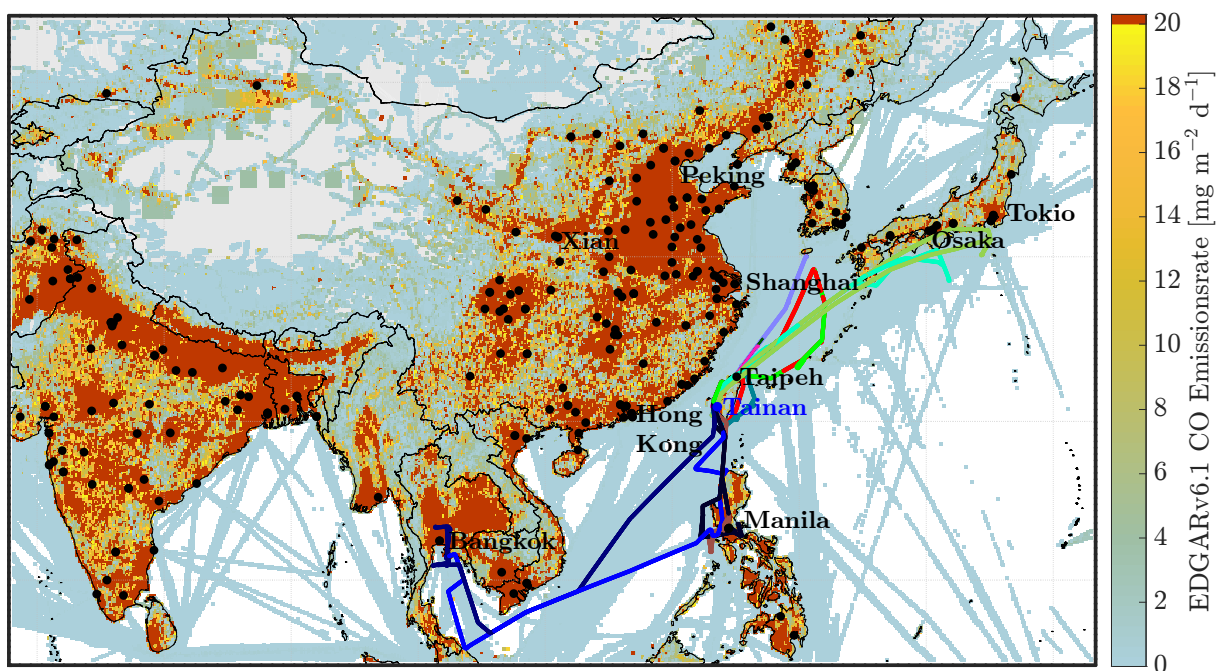 Peking
Tokio
Xian
Osaka
Shanghai
Taipeh
Hong
Kong
Tainan
Manila
Bangkok
20
18
16
14
12
10
8
6
4
2
0
EDGARv6.1 CO Emissionsrate [mg m⁻² d⁻¹]